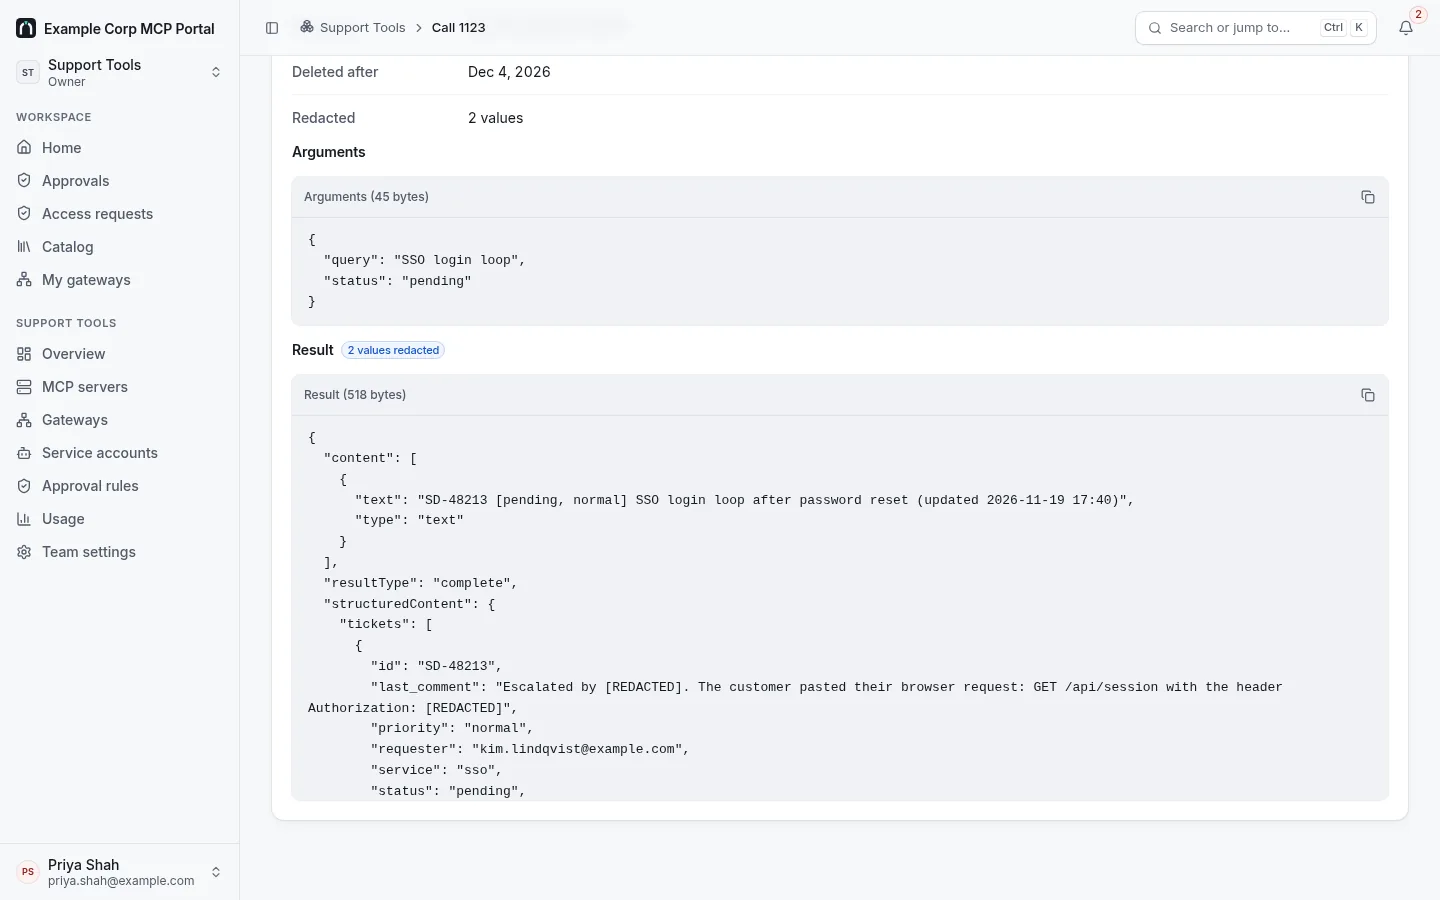 Example Corp MCP Portal
ST
Support Tools
Owner
WORKSPACE
Home
Approvals
Access requests
Catalog
My gateways
SUPPORT TOOLS
Overview
MCP servers
Gateways
Service accounts
Approval rules
Usage
Team settings
PS
Priya Shah
priya.shah@example.com
Support Tools
Call 1123
Search or jump to...
Ctrl
K
2
Deleted after Dec 4, 2026
Redacted 2 values
Arguments
Arguments (45 bytes)
{
"query": "SSO login loop",
"status": "pending"
}
Result 2 values redacted
Result (518 bytes)
{
"content": [
{
"text": "SD-48213 [pending, normal] SSO login loop after password reset (updated 2026-11-19 17:40)",
"type": "text"
}
],
"resultType": "complete",
"structuredContent": {
"tickets": [
{
"id": "SD-48213",
"last_comment": "Escalated by [REDACTED]. The customer pasted their browser request: GET /api/session with the header
Authorization: [REDACTED]",
"priority": "normal",
"requester": "kim.lindqvist@example.com",
"service": "sso",
"status": "pending",